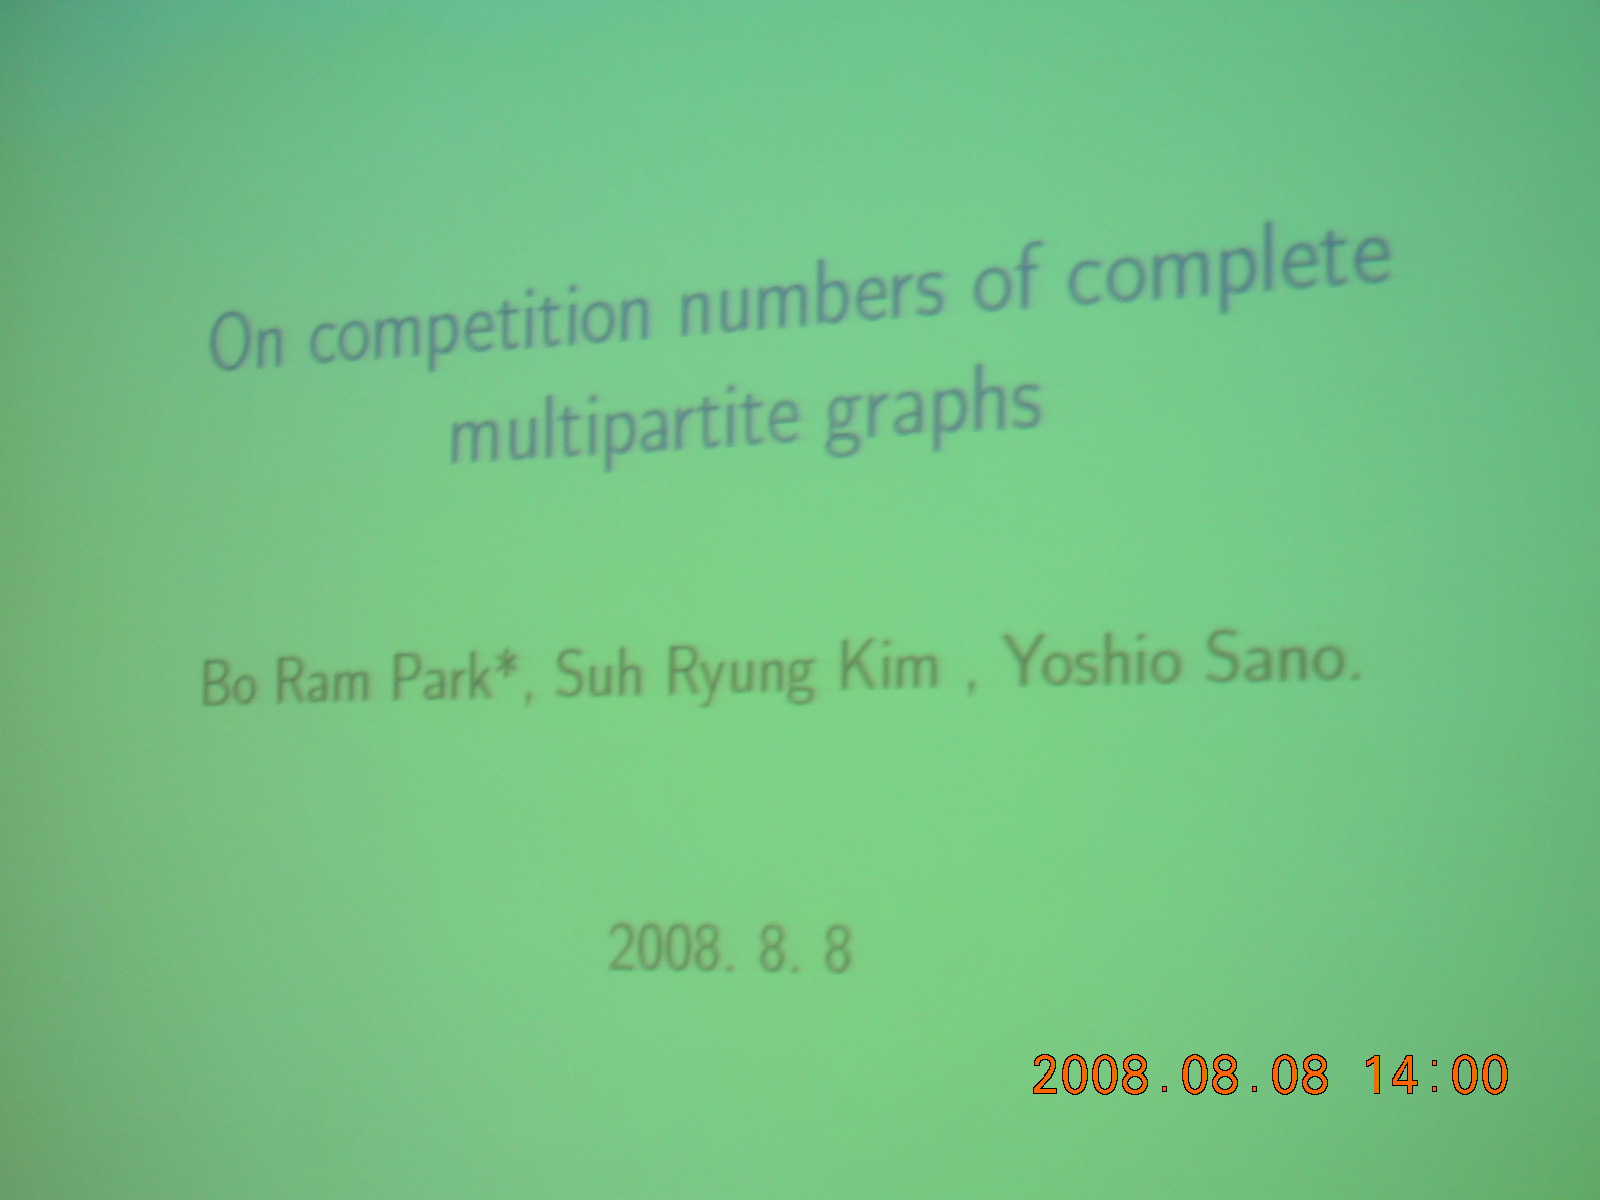 On competition numbers of complete
multipartite graphs
Bo Ram Park*, Suh Ryung Kim , Yoshio Sano.
2008. 8. 8
2008.08.08 14:00